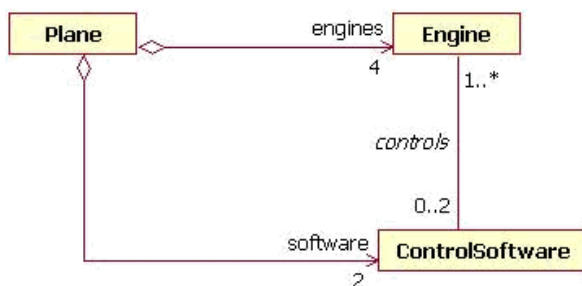 Plane
engines
Engine
4
1..*
controls
0..2
software
ControlSoftware
2